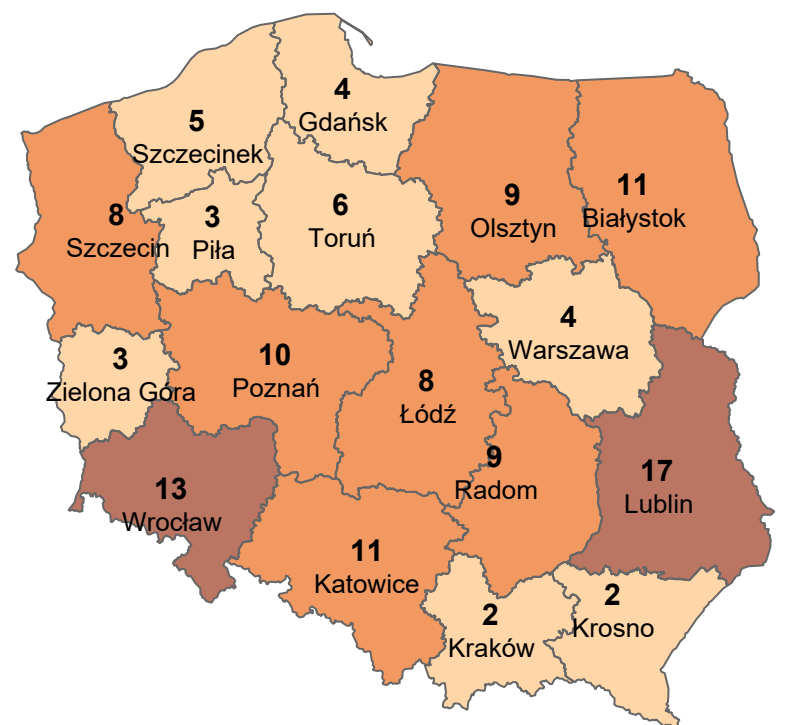 4
Gdańsk
5
Szczecinek
9
Olsztyn
11
Białystok
8
Szczecin
3
Piła
6
Toruń
4
Warszawa
3
Zielona Góra
10
Poznań
8
Łódź
9
Radom
17
Lublin
13
Wrocław
11
Katowice
2
Kraków
2
Krosno